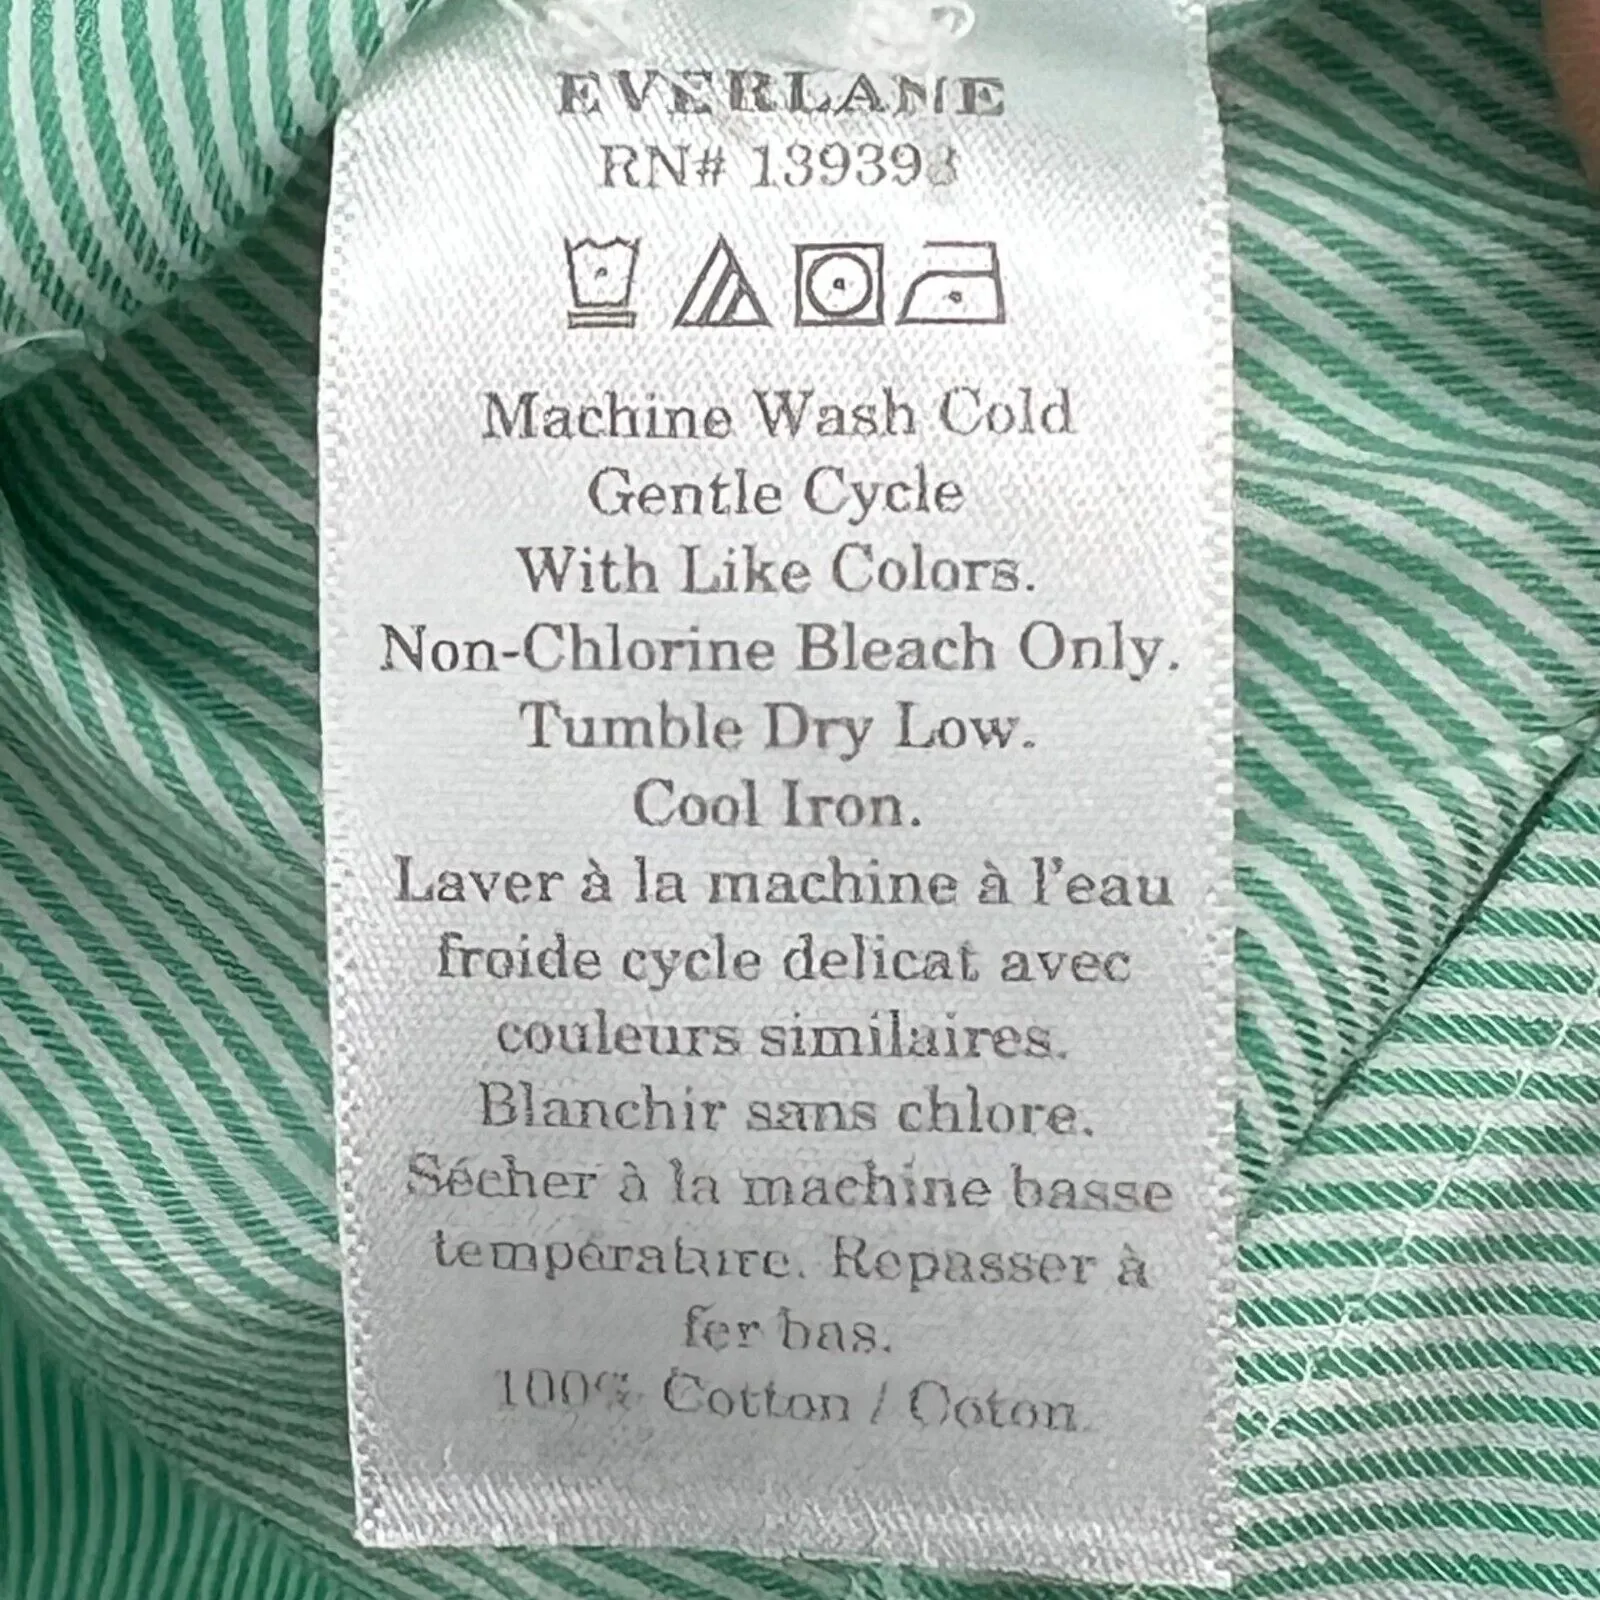 EVERLANE
RN# 139393
Machine Wash Cold
Gentle Cycle
With Like Colors.
Non-Chlorine Bleach Only.
Tumble Dry Low.
Cool Iron.
Laver à la machine à l'eau
froide cycle delicat avec
couleurs similaires.
Blanchir sans chlore.
Sécher à la machine basse
température. Repasser à
fer bas.
100% Cotton / Coton